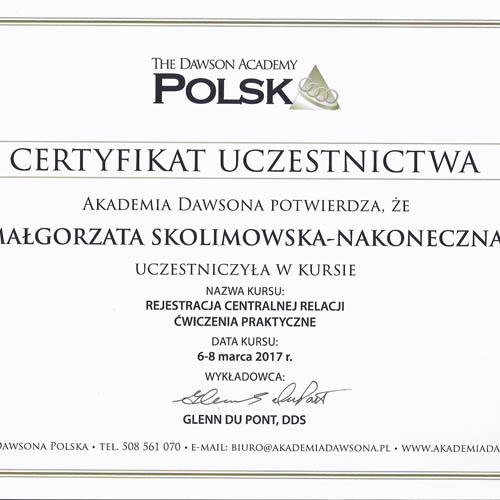 THE DAWSON ACADEMY
POLSK
CERTYFIKAT UCZESTNICTWA
AKADEMIA DAWSONA POTWIERDZA, ŻE
MAŁGORZATA SKOLIMOWSKA-NAKONECZNA
UCZESTNICZYŁA W KURSIE
NAZWA KURSU:
REJESTRACJA CENTRALNEJ RELACJI
ĆWICZENIA PRAKTYCZNE
DATA KURSU:
6-8 marca 2017 r.
WYKŁADOWCA:
GLENN DU PONT, DDS
DAWSONA POLSKA • TEL. 508 561 070 • E-MAIL: BIURO@AKADEMIADAWSONA.PL • WWW.AKADEMIADA